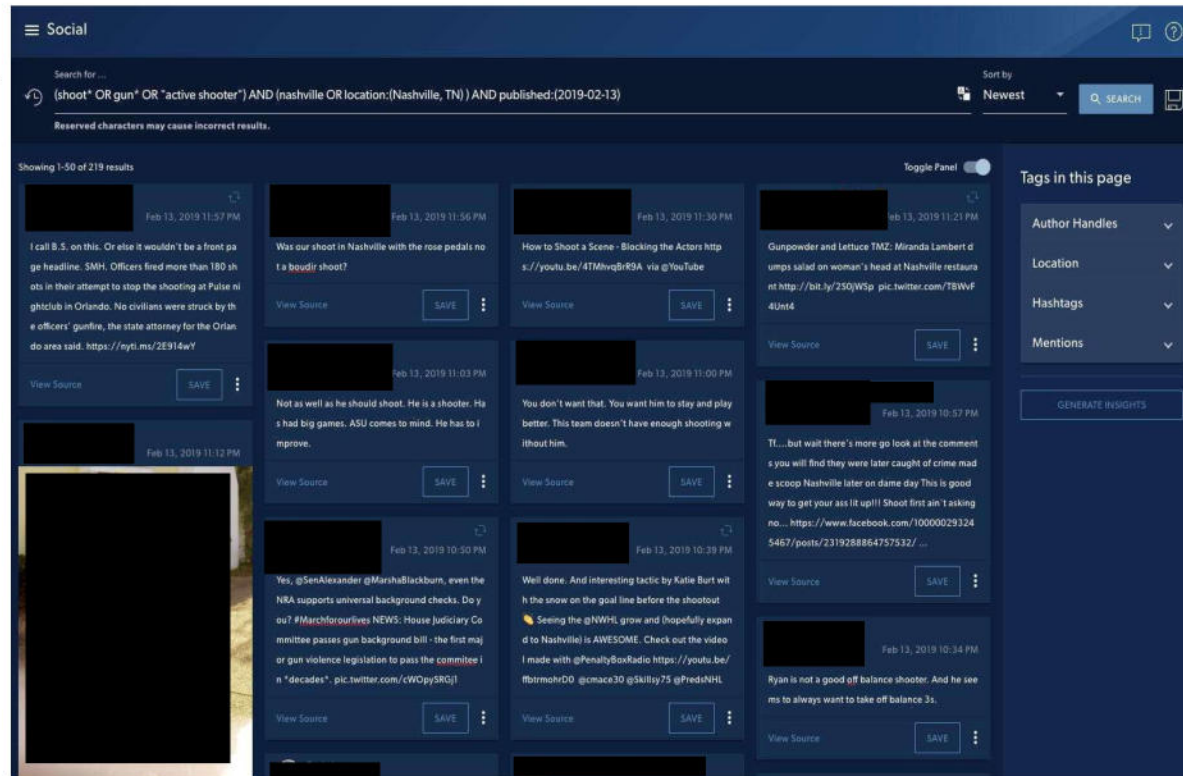 Social
Search for ...
(shoot* OR gun* OR "active shooter") AND (nashville OR location:(Nashville, TN) ) AND published:(2019-02-13)
Reserved characters may cause incorrect results.
Sort by
Newest
SEARCH
Showing 1-50 of 219 results
Toggle Panel
Feb 13, 2019 11:57 PM
I call B.S. on this. Or else it wouldn't be a front pa
ge headline. SMH. Officers fired more than 180 sh
ots in their attempt to stop the shooting at Pulse ni
ghtclub in Orlando. No civilians were struck by th
e officers' gunfire, the state attorney for the Orlan
do area said. https://nyti.ms/2E914wY
View Source
SAVE
Feb 13, 2019 11:12 PM
Feb 13, 2019 11:56 PM
Was our shoot in Nashville with the rose pedals no
t a boudir shoot?
View Source
SAVE
Feb 13, 2019 11:03 PM
Not as well as he should shoot. He is a shooter. Ha
s had big games. ASU comes to mind. He has to i
mprove.
View Source
SAVE
Feb 13, 2019 10:50 PM
Yes, @SenAlexander @MarshaBlackburn, even the
NRA supports universal background checks. Do y
ou? #Marchforourlives NEWS: House Judiciary Co
mmittee passes gun background bill - the first maj
or gun violence legislation to pass the commitee i
n *decades*. pic.twitter.com/cWOpySRGj1
View Source
SAVE
Feb 13, 2019 11:30 PM
How to Shoot a Scene - Blocking the Actors http
s://youtu.be/4TMhvqBrR9A via @YouTube
View Source
SAVE
Feb 13, 2019 11:00 PM
You don't want that. You want him to stay and play
better. This team doesn't have enough shooting w
ithout him.
View Source
SAVE
Feb 13, 2019 10:39 PM
Well done. And interesting tactic by Katie Burt wit
h the snow on the goal line before the shootout
👏 Seeing the @NWHL grow and (hopefully expan
d to Nashville) is AWESOME. Check out the video
I made with @PenaltyBoxRadio https://youtu.be/
ffbtrmohrD0 @cmace30 @Skillsy75 @PredsNHL
View Source
SAVE
Feb 13, 2019 11:21 PM
Gunpowder and Lettuce TMZ: Miranda Lambert d
umps salad on woman's head at Nashville restaura
nt http://bit.ly/2S0jWSp pic.twitter.com/T8WvF
4Unt4
View Source
SAVE
Feb 13, 2019 10:57 PM
Tf....but wait there's more go look at the comment
s you will find they were later caught of crime mad
e scoop Nashville later on dame day This is good
way to get your ass lit up!!! Shoot first ain't asking
no... https://www.facebook.com/10000029324
5467/posts/2319288864757532/ ...
View Source
SAVE
Feb 13, 2019 10:34 PM
Ryan is not a good off balance shooter. And he see
ms to always want to take off balance 3s.
View Source
SAVE
Tags in this page
Author Handles
Location
Hashtags
Mentions
GENERATE INSIGHTS